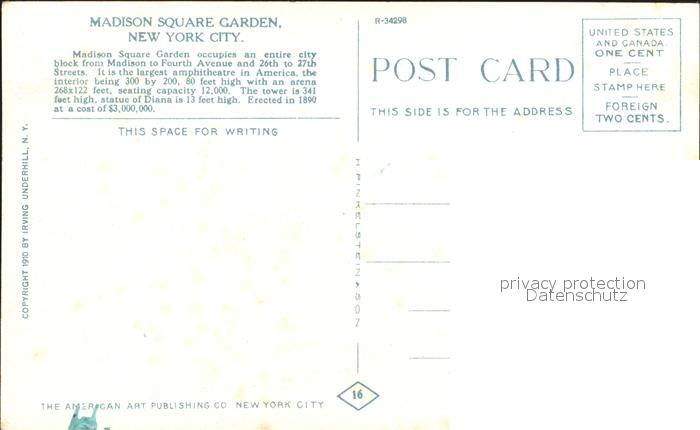 MADISON SQUARE GARDEN,
NEW YORK CITY.
Madison Square Garden occupies an entire city
block from Madison to Fourth Avenue and 26th to 27th
Streets. It is the largest amphitheatre in America, the
interior being 300 by 200, 80 feet high with an arena
268x122 feet, seating capacity 12,000. The tower is 341
feet high, statue of Diana is 13 feet high. Erected in 1890
at a cost of $3,000,000.
THIS SPACE FOR WRITING
COPYRIGHT 1910 BY IRVING UNDERHILL, N. Y.
THE AMERICAN ART PUBLISHING CO. NEW YORK CITY
R-34298
POST CARD
THIS SIDE IS FOR THE ADDRESS
UNITED STATES
AND CANADA.
ONE CENT
PLACE
STAMP HERE
FOREIGN
TWO CENTS.
H FINKELSTEIN & SON
16
privacy protection
Datenschutz